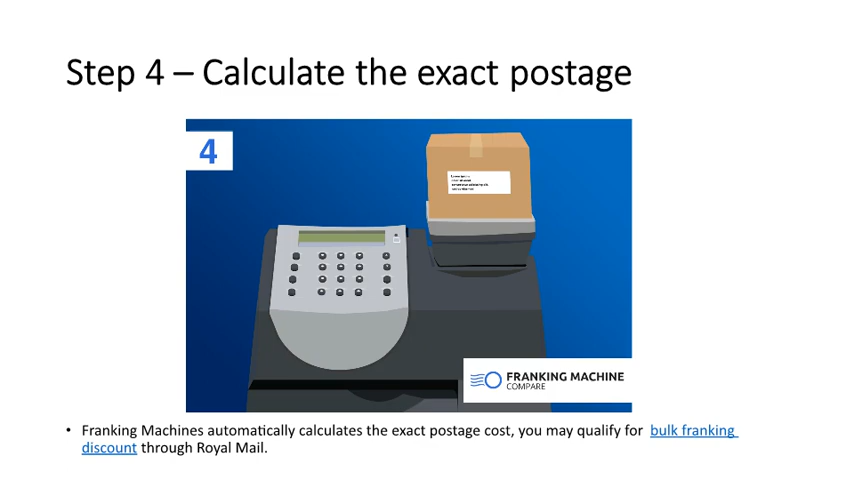 Step 4 – Calculate the exact postage
4
FRANKING MACHINE
COMPARE
• Franking Machines automatically calculates the exact postage cost, you may qualify for bulk franking
discount through Royal Mail.